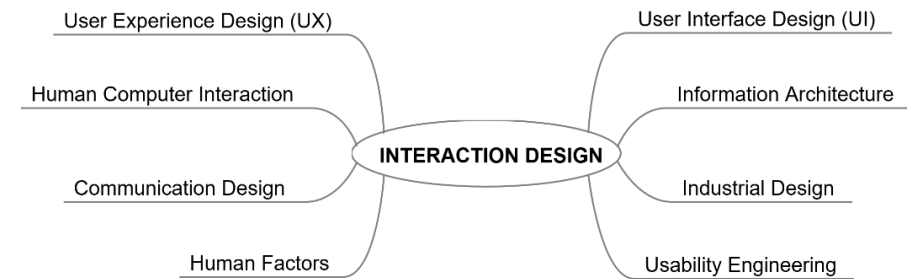 User Experience Design (UX)
User Interface Design (UI)
Human Computer Interaction
Information Architecture
INTERACTION DESIGN
Communication Design
Industrial Design
Human Factors
Usability Engineering